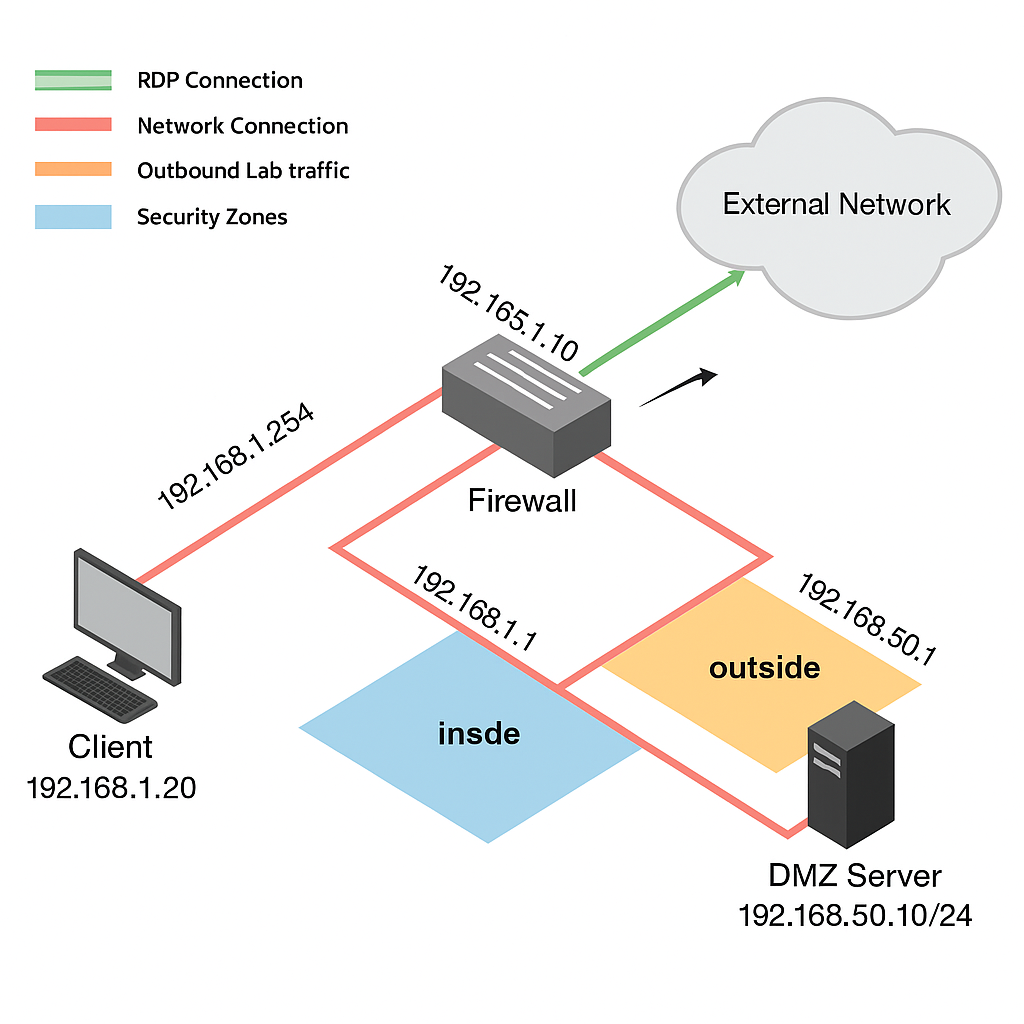 RDP Connection
Network Connection
Outbound Lab traffic
Security Zones
External Network
192.165.1.10
192.168.1.254
Firewall
192.168.1.1
192.168.50.1
outside
insde
Client
192.168.1.20
DMZ Server
192.168.50.10/24